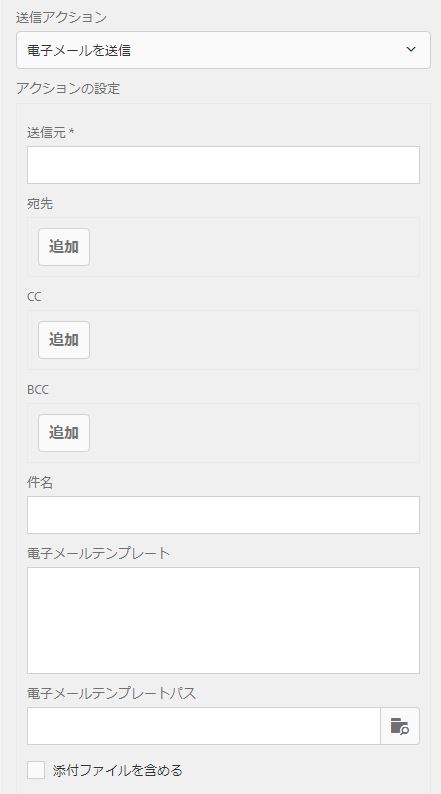 送信アクション
電子メールを送信
アクションの設定
送信元 *
宛先
追加
CC
追加
BCC
追加
件名
電子メールテンプレート
電子メールテンプレートパス
添付ファイルを含める